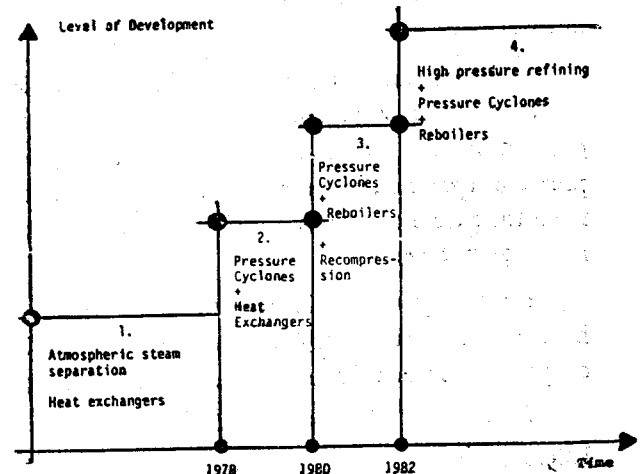 Level of Development
4.
High pressure refining
+
Pressure Cyclones
+
Reboilers
3.
Pressure
Cyclones
+
Reboilers
+
Recompres-
sion
2.
Pressure
Cyclones
+
Heat
Exchangers
1.
Atmospheric steam
separation
Heat exchangers
1978
1980
1982
Time